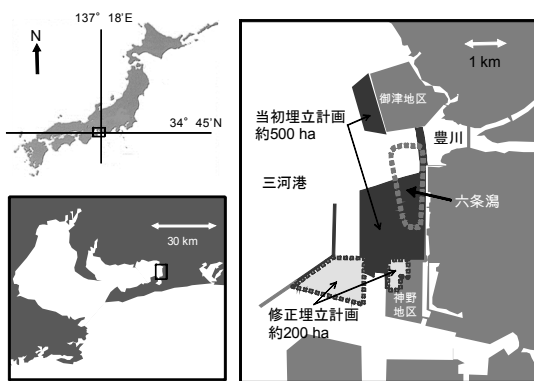 137° 18′E
N
34° 45′N
30 km
1 km
御津地区
当初埋立計画
約500 ha
豊川
三河港
六条潟
修正埋立計画
約200 ha
神野
地区